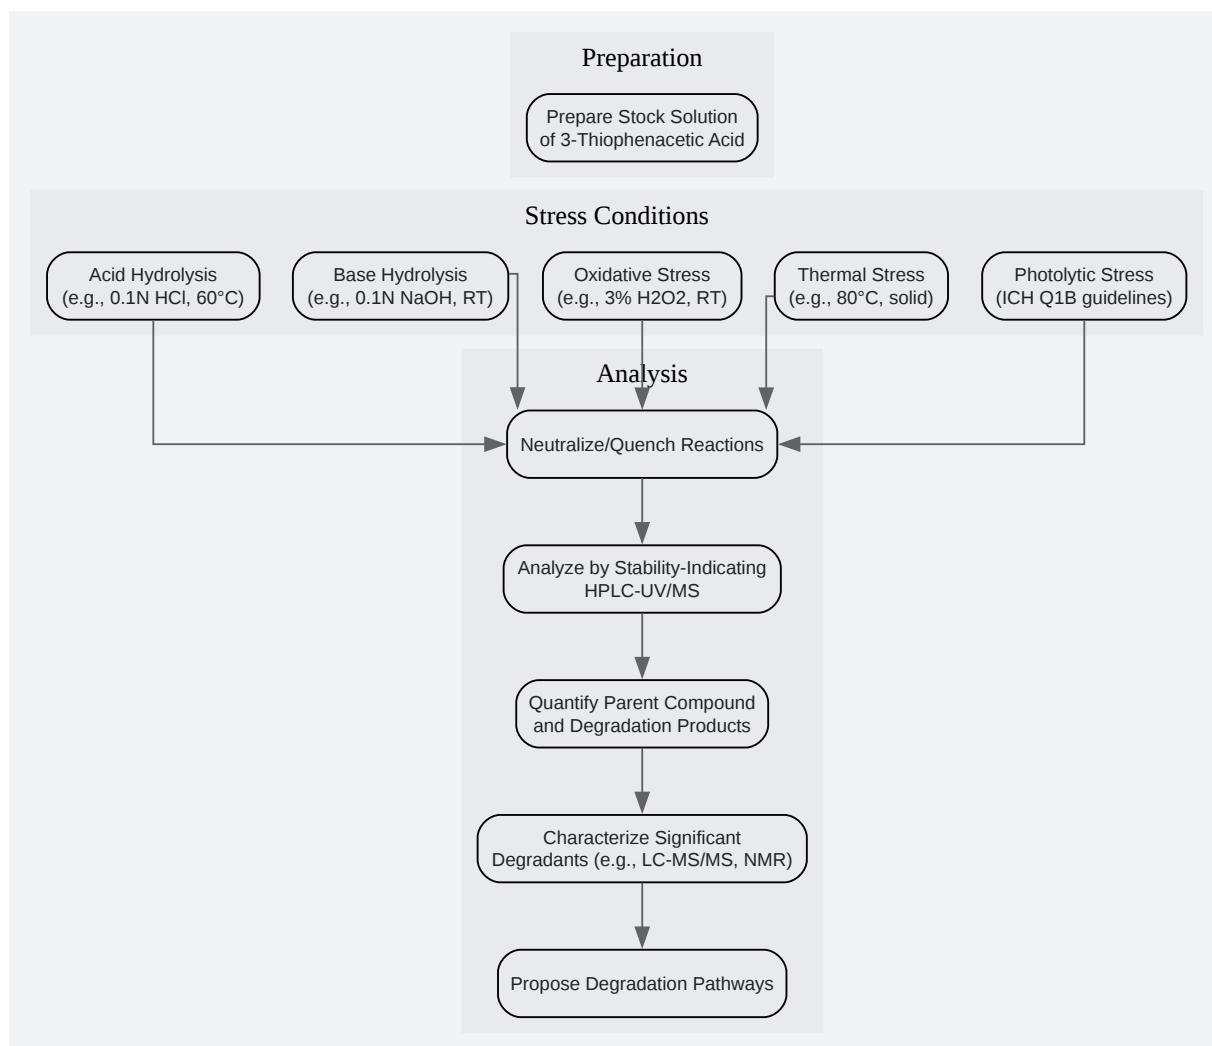 Preparation
Prepare Stock Solution
of 3-Thiophenacetic Acid
Stress Conditions
Acid Hydrolysis
(e.g., 0.1N HCl, 60°C)
Base Hydrolysis
(e.g., 0.1N NaOH, RT)
Oxidative Stress
(e.g., 3% H2O2, RT)
Thermal Stress
(e.g., 80°C, solid)
Photolytic Stress
(ICH Q1B guidelines)
Analysis
Neutralize/Quench Reactions
Analyze by Stability-Indicating
HPLC-UV/MS
Quantify Parent Compound
and Degradation Products
Characterize Significant
Degradants (e.g., LC-MS/MS, NMR)
Propose Degradation Pathways